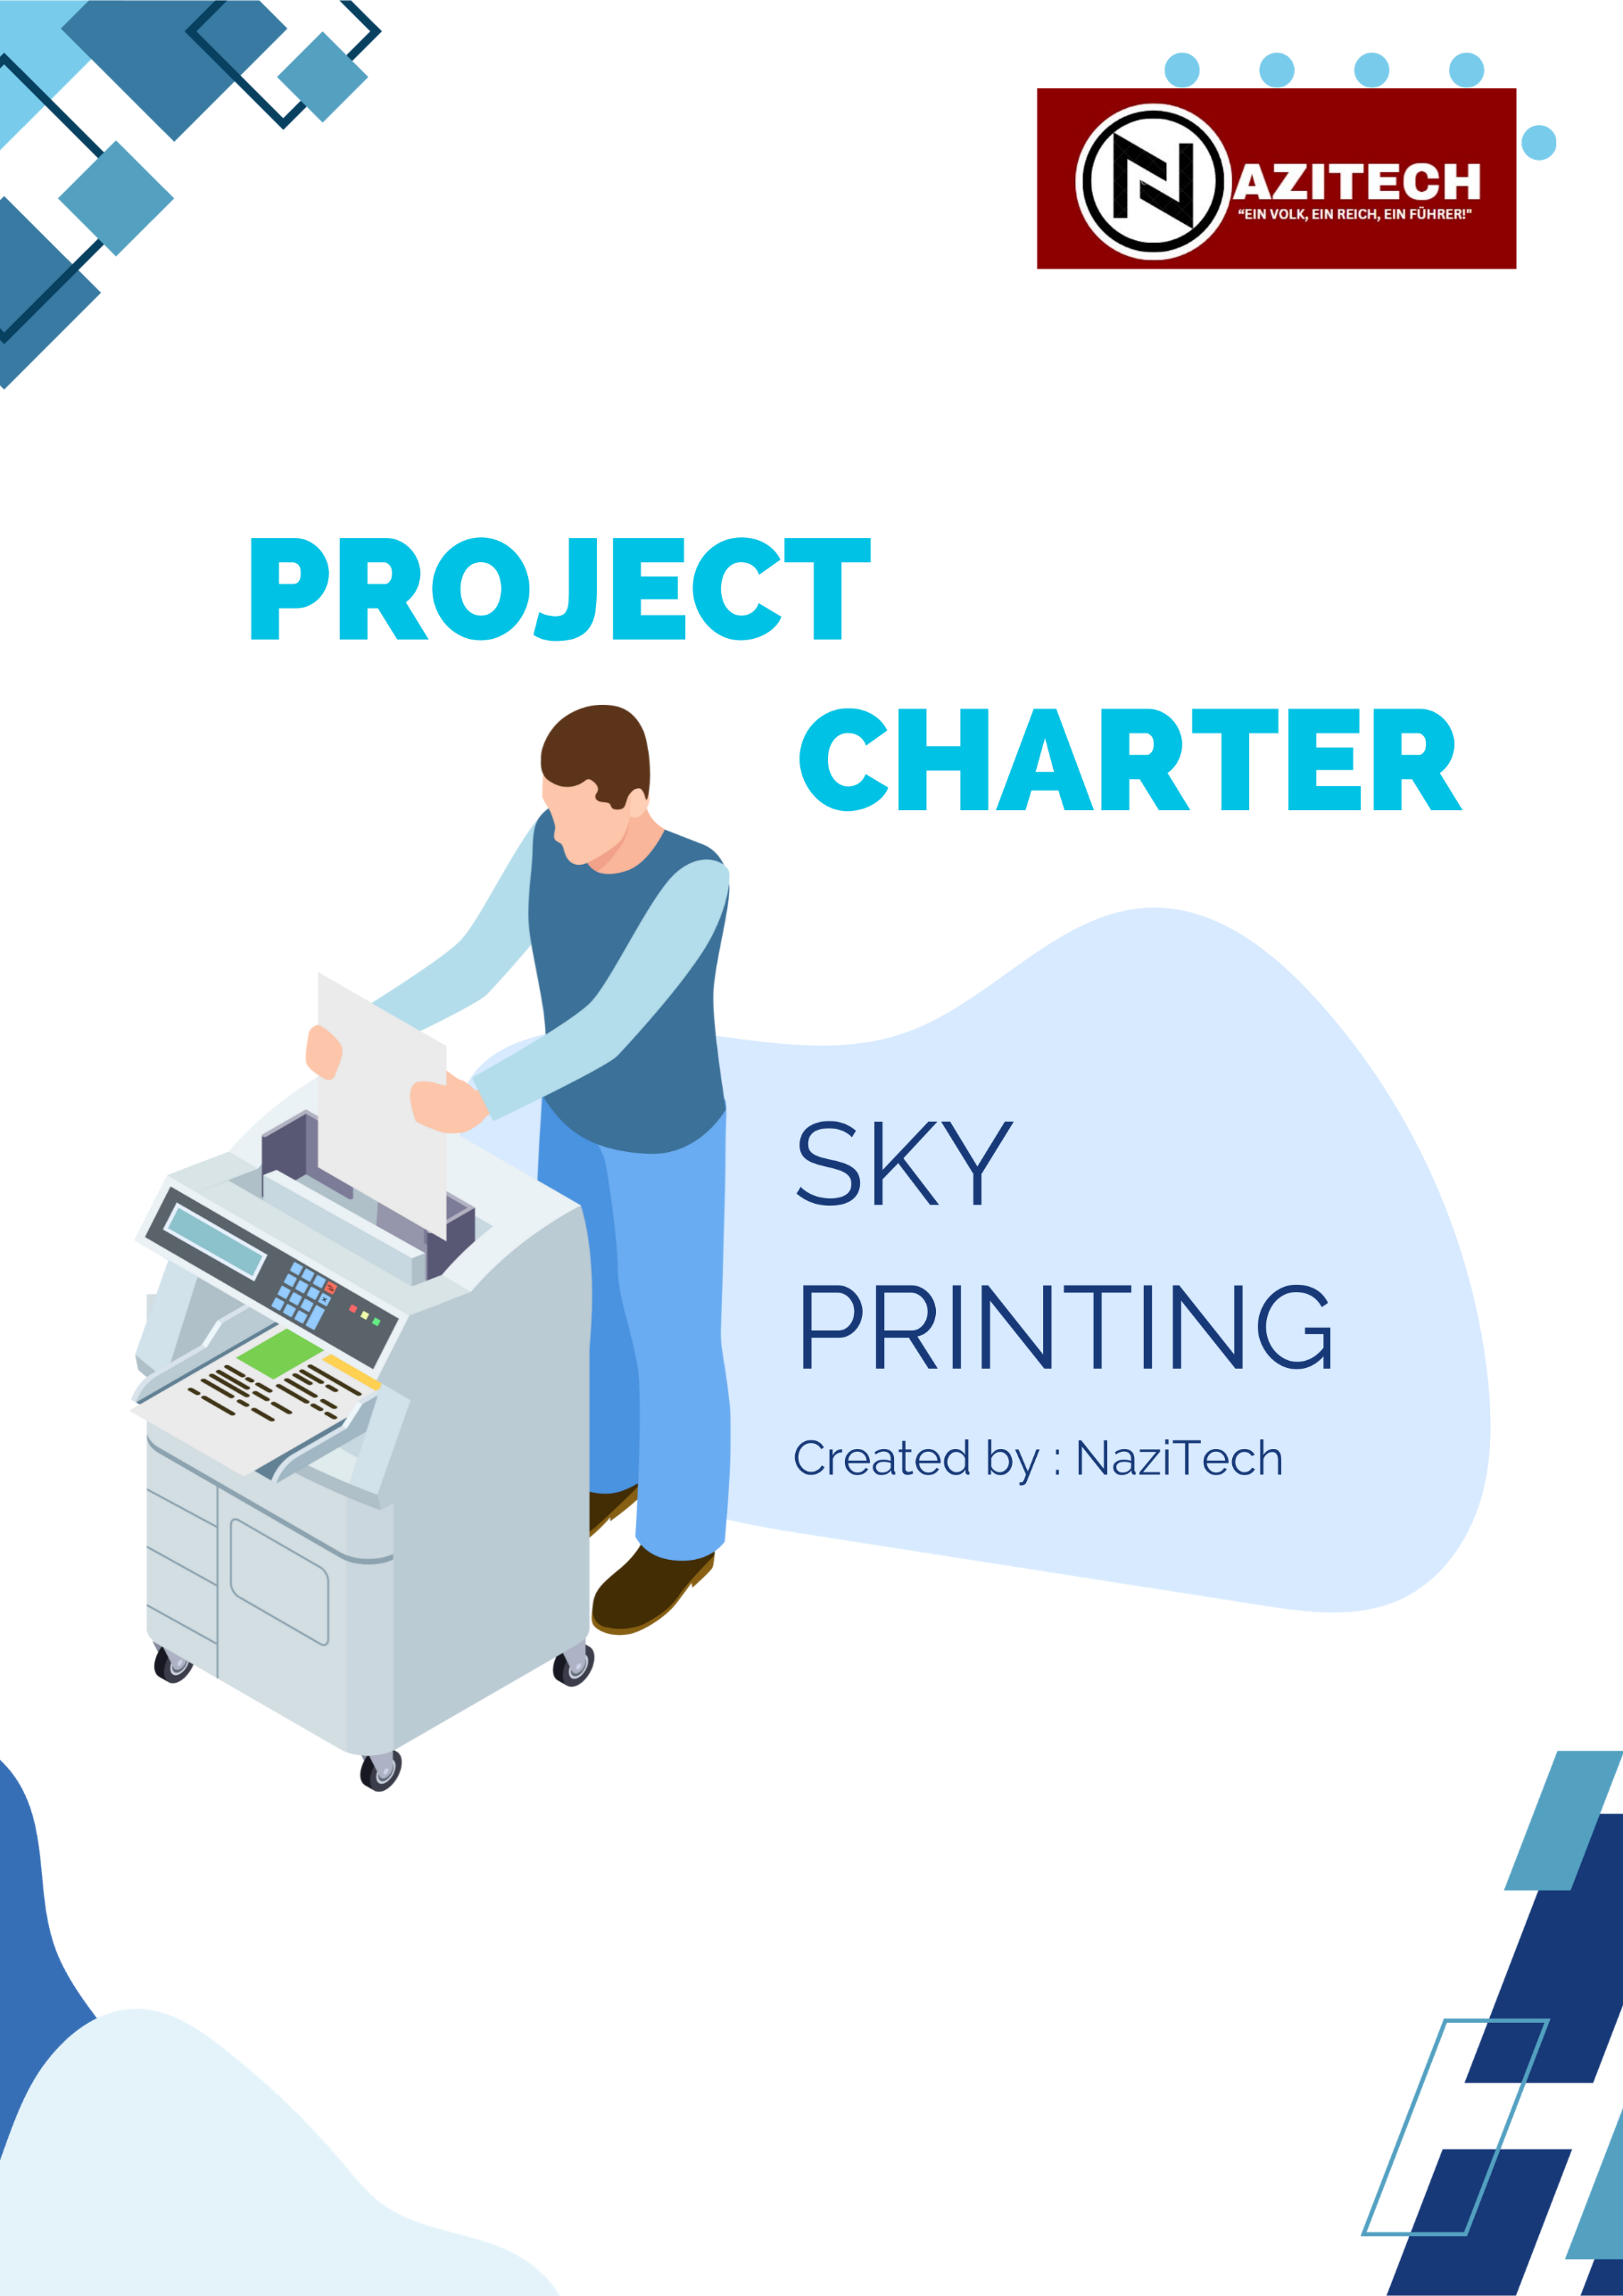 NAZITECH
“EIN VOLK, EIN REICH, EIN FÜHRER!"
PROJECT
CHARTER
SKY
PRINTING
Created by : NaziTech